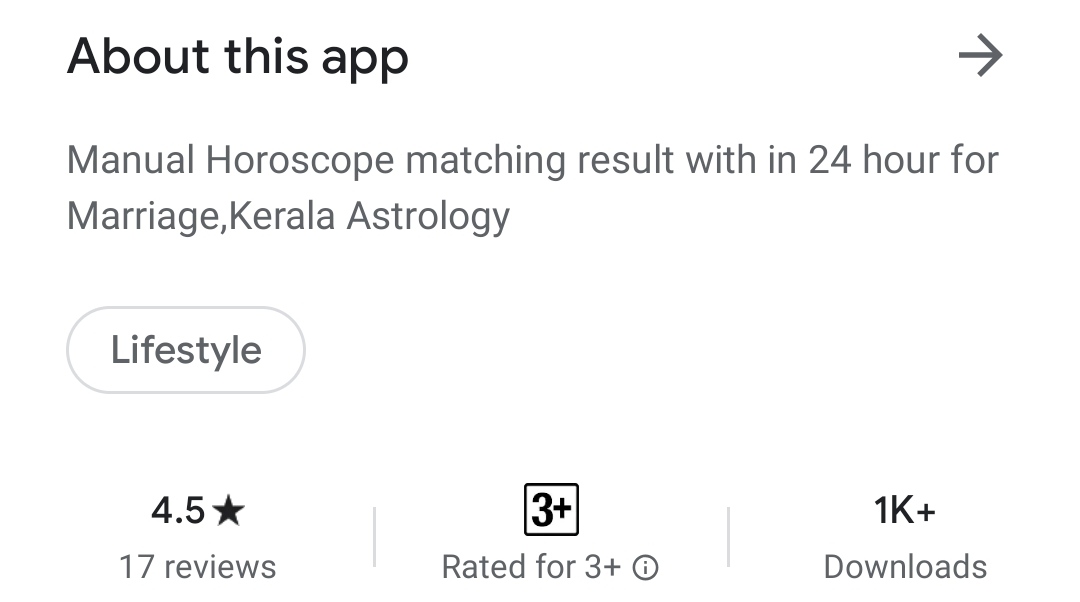 About this app
Manual Horoscope matching result with in 24 hour for
Marriage,Kerala Astrology
Lifestyle
4.5★ 3+ 1K+
17 reviews Rated for 3+ Downloads